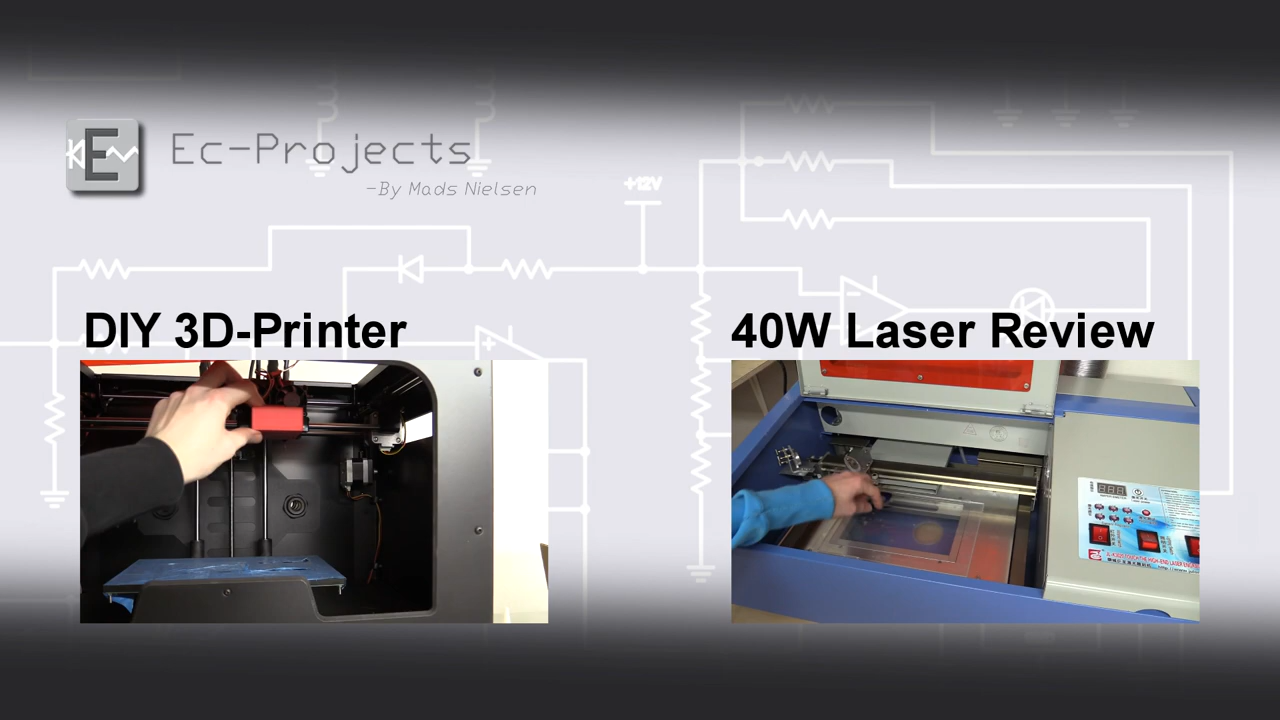 E
Ec-Projects
-By Mads Nielsen
+12V
DIY 3D-Printer
40W Laser Review